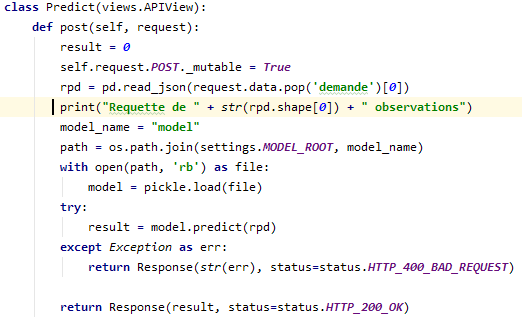 class Predict(views.APIView):
    def post(self, request):
        result = 0
        self.request.POST._mutable = True
        rpd = pd.read_json(request.data.pop('demande')[0])
        print("Requette de " + str(rpd.shape[0]) + " observations")
        model_name = "model"
        path = os.path.join(settings.MODEL_ROOT, model_name)
        with open(path, 'rb') as file:
            model = pickle.load(file)
        try:
            result = model.predict(rpd)
        except Exception as err:
            return Response(str(err), status=status.HTTP_400_BAD_REQUEST)
        return Response(result, status=status.HTTP_200_OK)